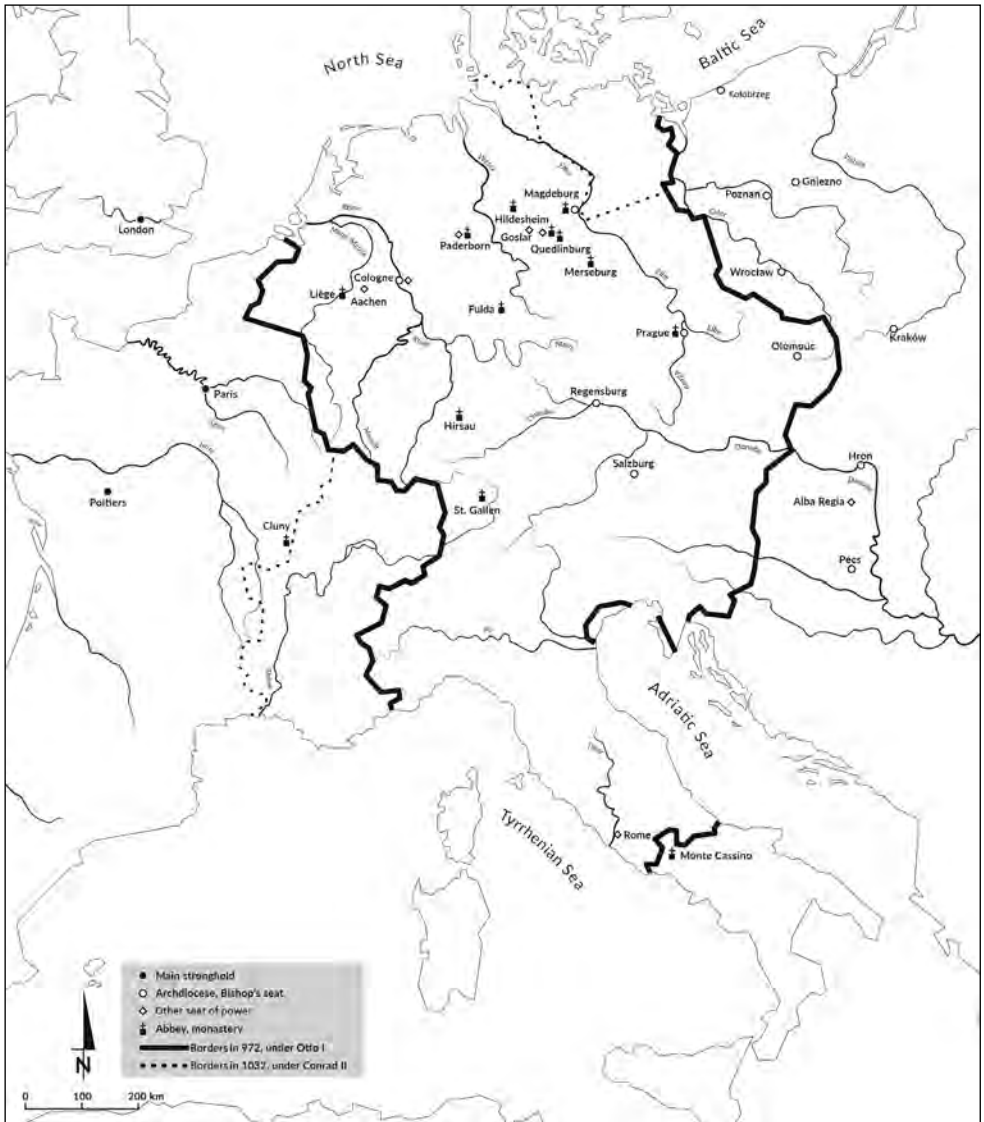 North Sea
Baltic Sea
Kołobrzeg
Gniezno
Poznań
Magdeburg
Hildesheim
Goslar
Paderborn
Quedlinburg
Merseburg
London
Cologne
Liège
Aachen
Fulda
Wrocław
Prague
Olomouc
Kraków
Paris
Regensburg
Hirsau
Salzburg
Hron
Poitiers
St. Gallen
Alba Regia
Cluny
Pécs
Adriatic Sea
Rome
Monte Cassino
Tyrrhenian Sea
Main stronghold
Archdiocese, Bishop's seat
Other seat of power
Abbey, monastery
Borders in 972, under Otto I
Borders in 1032, under Conrad II
N
0 100 200 km